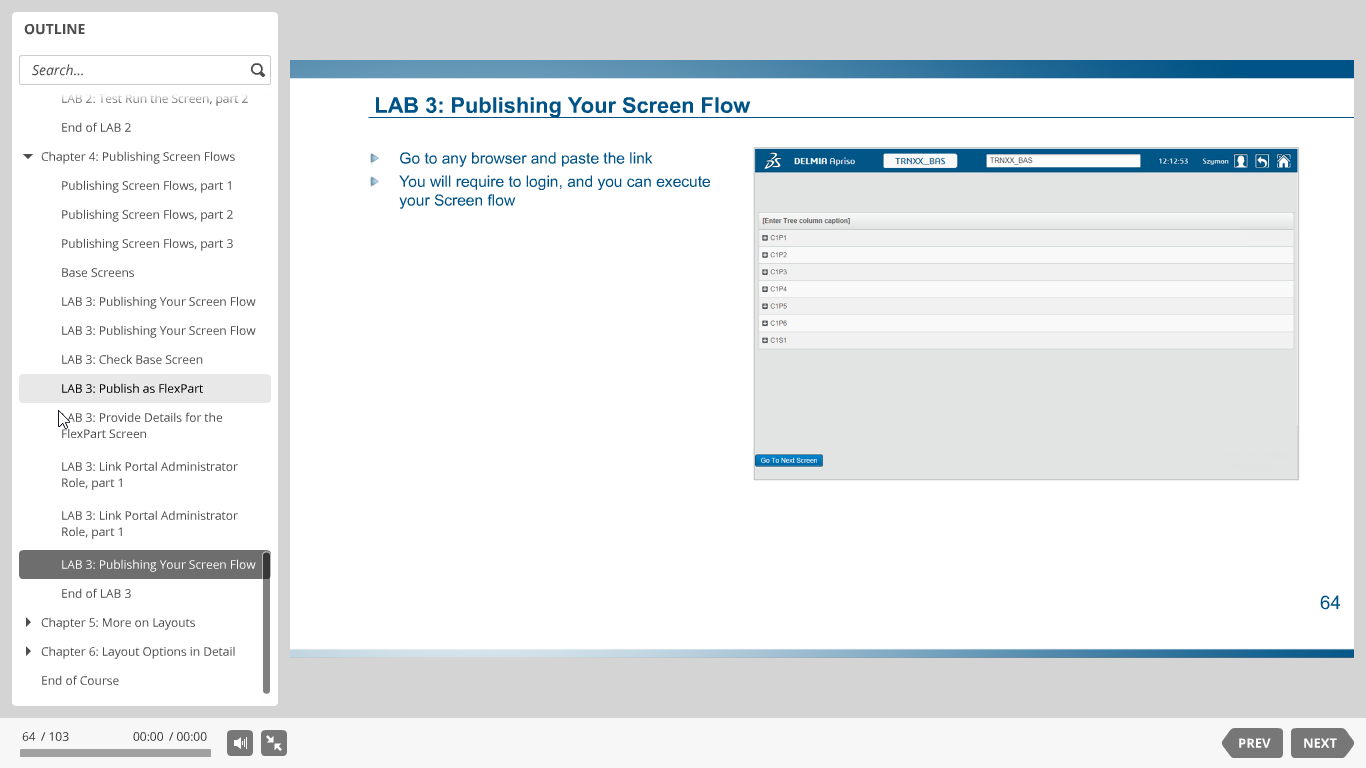 OUTLINE
Search...
LAB 2: Test Run the Screen, part 2
End of LAB 2
Chapter 4: Publishing Screen Flows
Publishing Screen Flows, part 1
Publishing Screen Flows, part 2
Publishing Screen Flows, part 3
Base Screens
LAB 3: Publishing Your Screen Flow
LAB 3: Publishing Your Screen Flow
LAB 3: Check Base Screen
LAB 3: Publish as FlexPart
LAB 3: Provide Details for the
FlexPart Screen
LAB 3: Link Portal Administrator
Role, part 1
LAB 3: Link Portal Administrator
Role, part 1
LAB 3: Publishing Your Screen Flow
End of LAB 3
Chapter 5: More on Layouts
Chapter 6: Layout Options in Detail
End of Course
LAB 3: Publishing Your Screen Flow
Go to any browser and paste the link
You will require to login, and you can execute
your Screen flow
DELMIA Apriso TRNXX_BAS TRNXX_BAS 12:12:53 Szymon
[Enter Tree column caption]
C1P1
C1P2
C1P3
C1P4
C1P5
C1P6
C1S1
Go To Next Screen
64
64 / 103 00:00 / 00:00
PREV NEXT